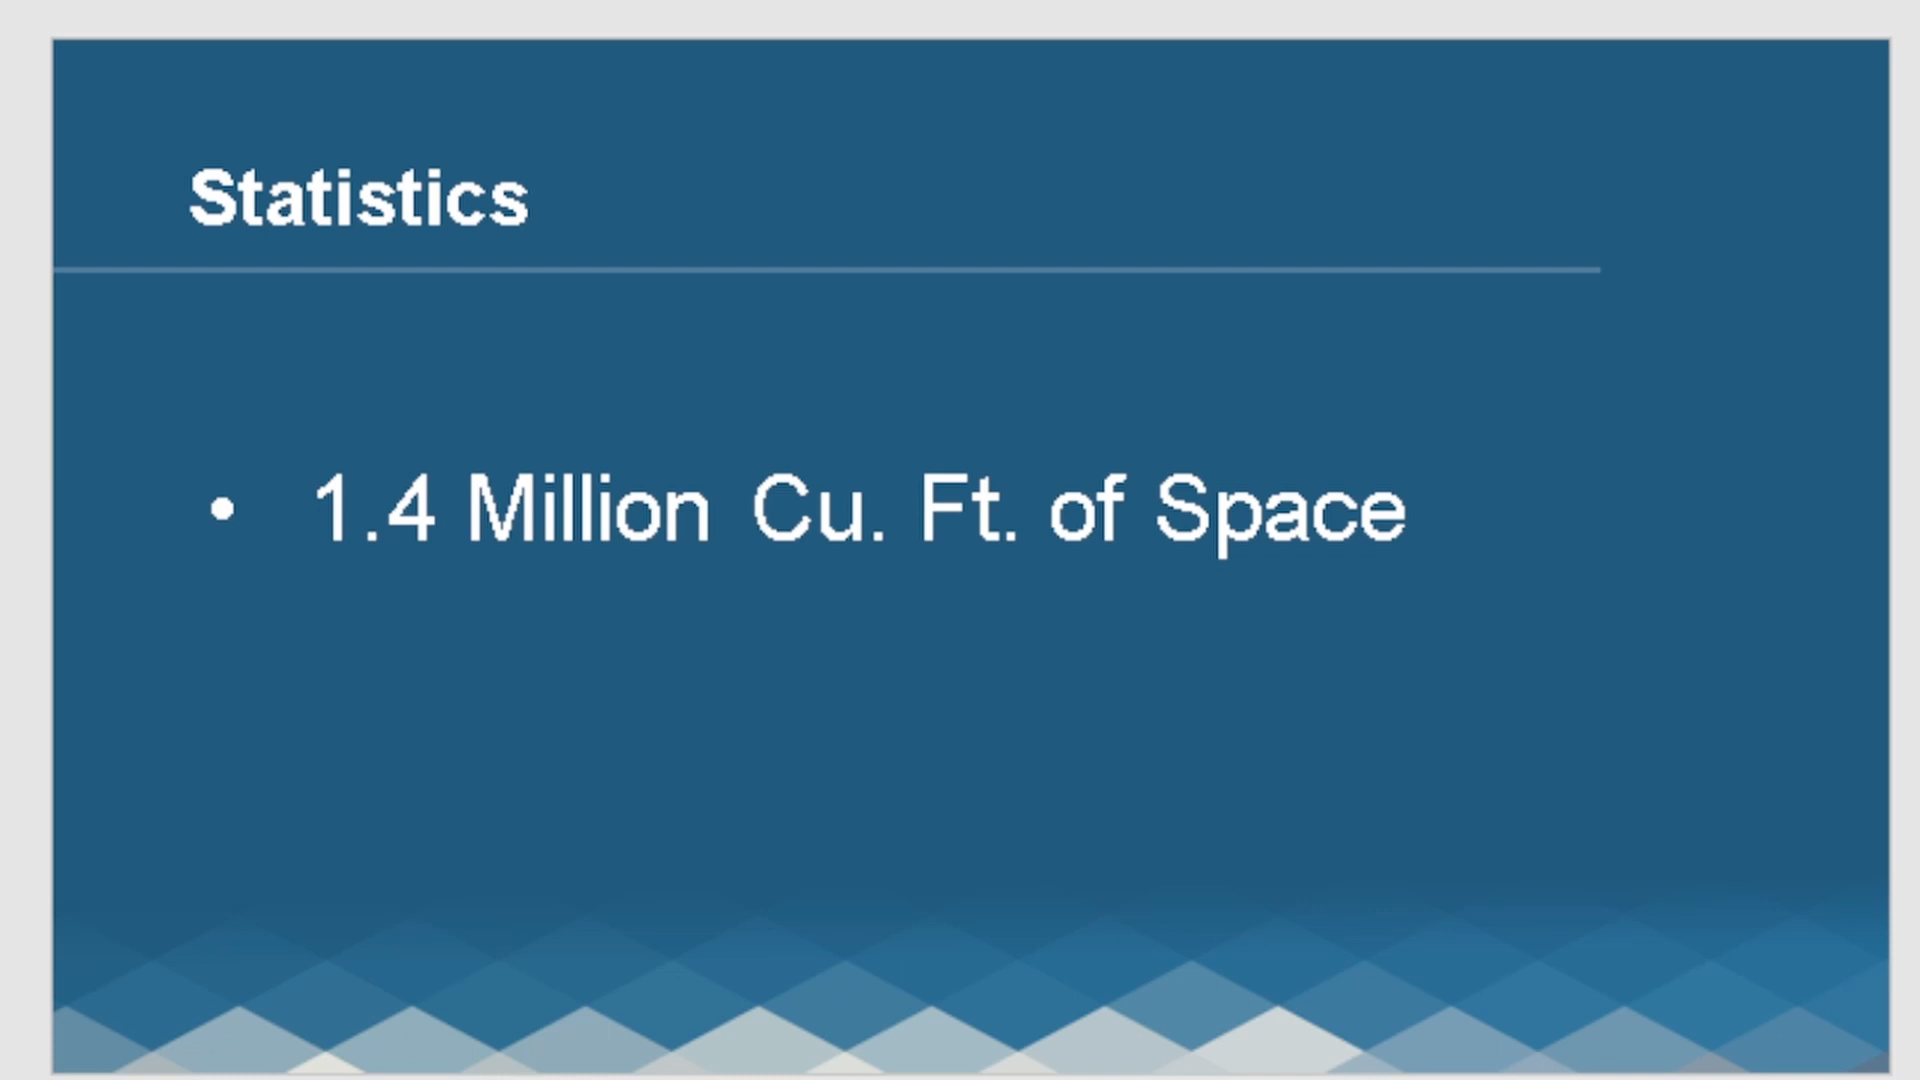 Statistics
• 1.4 Million Cu. Ft. of Space